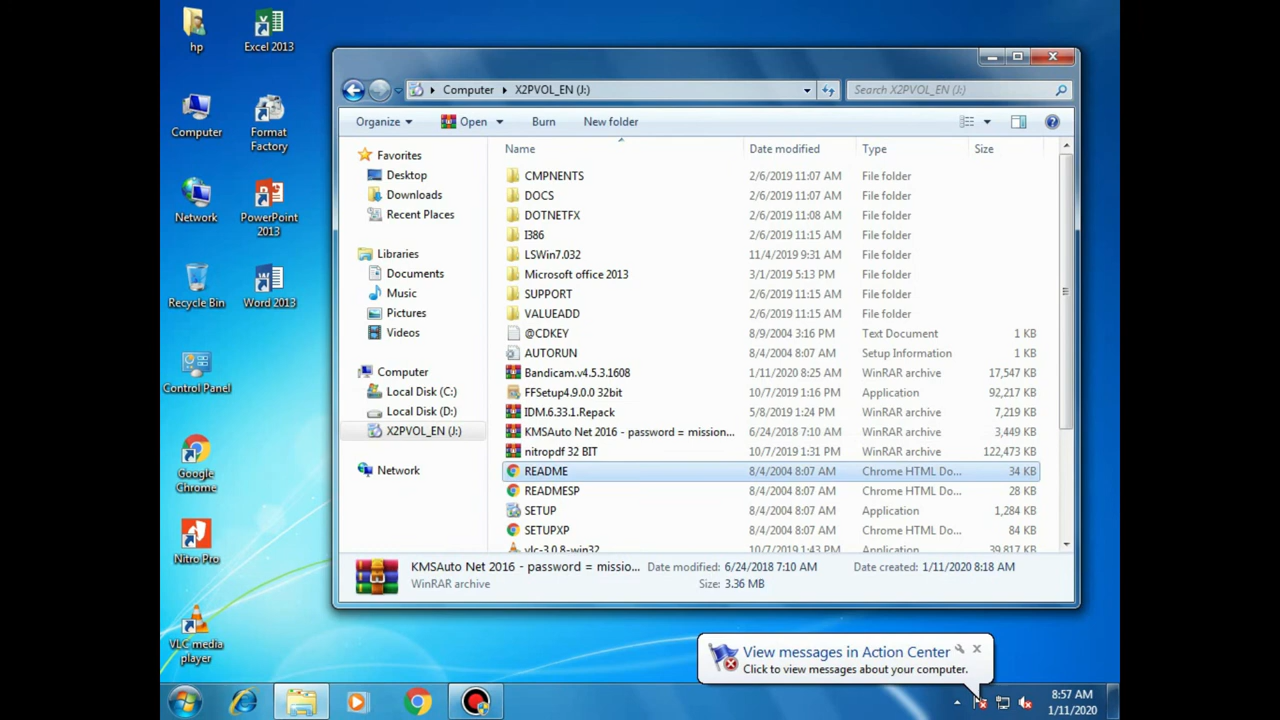 hp
Excel 2013
Computer
Format
Factory
Network
PowerPoint
2013
Recycle Bin
Word 2013
Control Panel
Google
Chrome
Nitro Pro
VLC media
player
Computer
X2PVOL_EN (J:)
Search X2PVOL_EN (J:)
Organize
Open
Burn
New folder
Favorites
Desktop
Downloads
Recent Places
Libraries
Documents
Music
Pictures
Videos
Computer
Local Disk (C:)
Local Disk (D:)
X2PVOL_EN (J:)
Network
Name Date modified Type Size
CMPNENTS 2/6/2019 11:07 AM File folder
DOCS 2/6/2019 11:07 AM File folder
DOTNETFX 2/6/2019 11:08 AM File folder
I386 2/6/2019 11:15 AM File folder
LSWin7.032 11/4/2019 9:31 AM File folder
Microsoft office 2013 3/1/2019 5:13 PM File folder
SUPPORT 2/6/2019 11:15 AM File folder
VALUEADD 2/6/2019 11:15 AM File folder
@CDKEY 8/9/2004 3:16 PM Text Document 1 KB
AUTORUN 8/4/2004 8:07 AM Setup Information 1 KB
Bandicam.v4.5.3.1608 1/11/2020 8:25 AM WinRAR archive 17,547 KB
FFSetup4.9.0.0 32bit 10/7/2019 1:16 PM Application 92,217 KB
IDM.6.33.1.Repack 5/8/2019 1:24 PM WinRAR archive 7,219 KB
KMSAuto Net 2016 - password = mission... 6/24/2018 7:10 AM WinRAR archive 3,449 KB
nitropdf 32 BIT 10/7/2019 1:31 PM WinRAR archive 122,473 KB
README 8/4/2004 8:07 AM Chrome HTML Do... 34 KB
READMESP 8/4/2004 8:07 AM Chrome HTML Do... 28 KB
SETUP 8/4/2004 8:07 AM Application 1,284 KB
SETUPXP 8/4/2004 8:07 AM Chrome HTML Do... 84 KB
vlc-3.0.8-win32 10/7/2019 1:43 PM Application 39,817 KB
KMSAuto Net 2016 - password = missio... Date modified: 6/24/2018 7:10 AM Date created: 1/11/2020 8:18 AM
WinRAR archive Size: 3.36 MB
View messages in Action Center
Click to view messages about your computer.
8:57 AM
1/11/2020